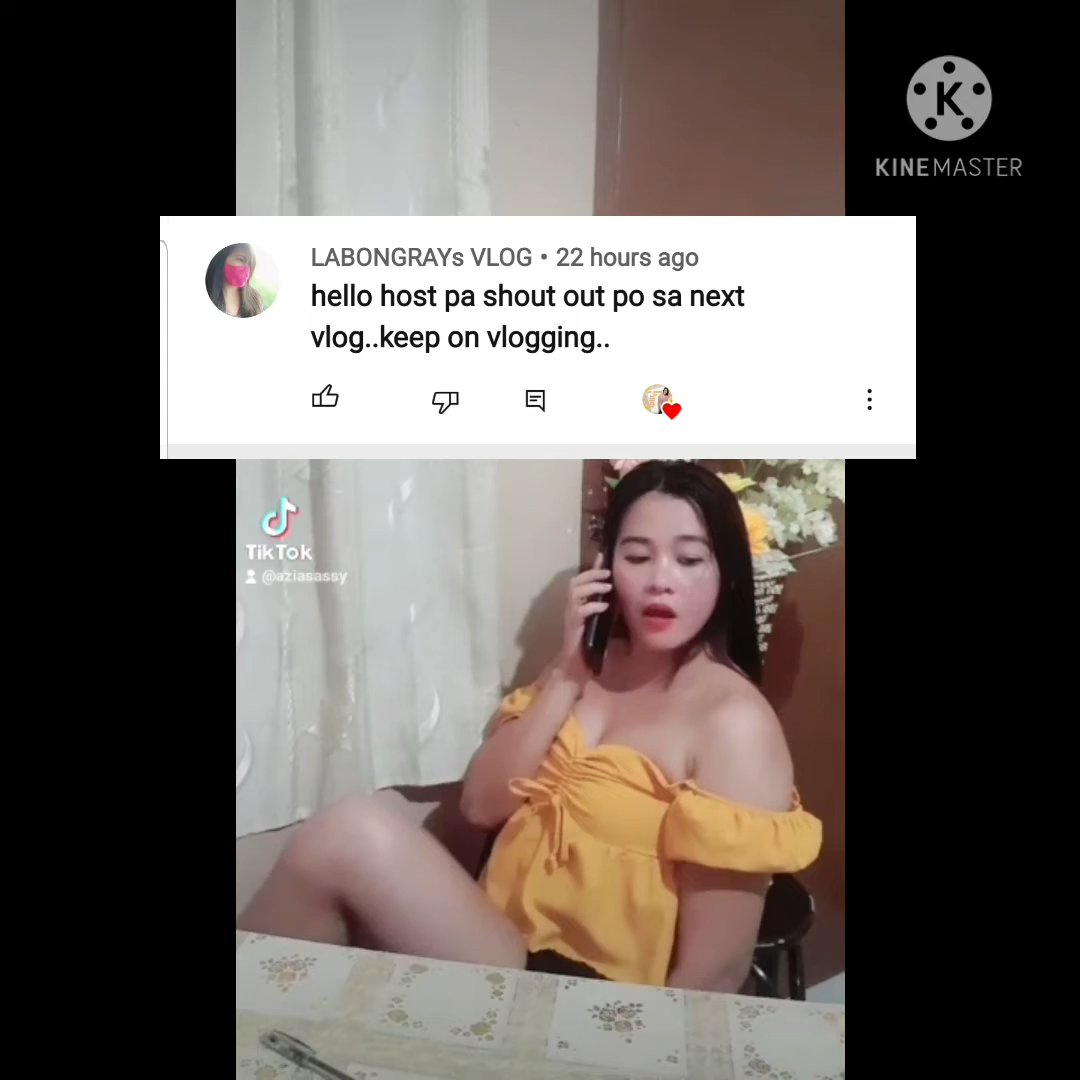 KINEMASTER
LABONGRAYs VLOG • 22 hours ago
hello host pa shout out po sa next
vlog..keep on vlogging..
TikTok
@aziasassy